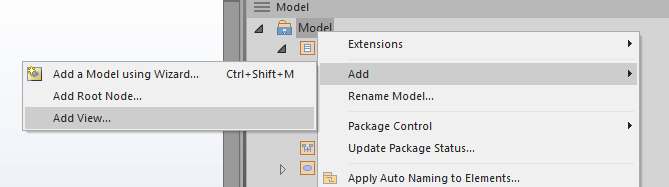 Model
Model
Extensions
Add a Model using Wizard... Ctrl+Shift+M
Add
Add Root Node...
Rename Model...
Add View...
Package Control
Update Package Status...
Apply Auto Naming to Elements...